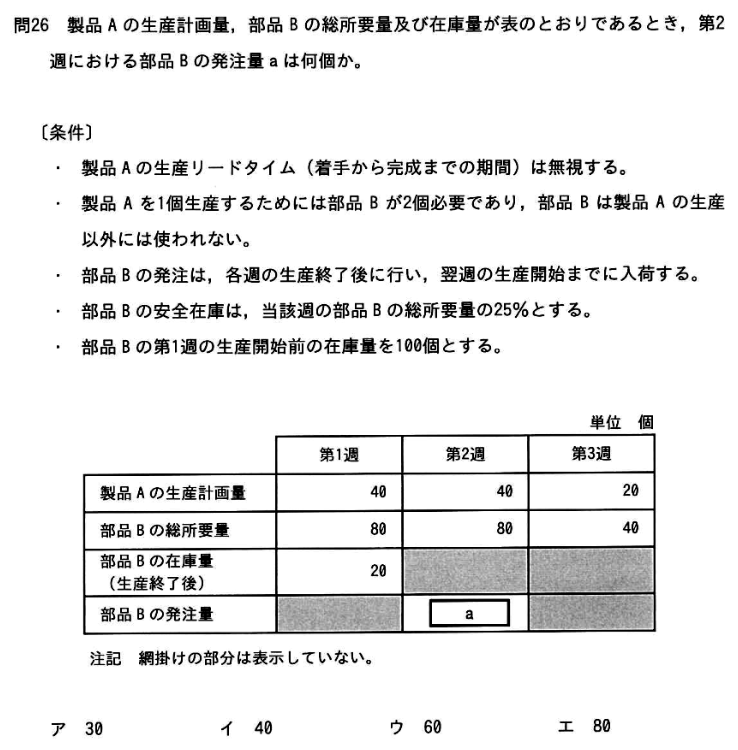 問26 製品Aの生産計画量，部品Bの総所要量及び在庫量が表のとおりであるとき，第2
週における部品Bの発注量aは何個か。
〔条件〕
・ 製品Aの生産リードタイム（着手から完成までの期間）は無視する。
・ 製品Aを1個生産するためには部品Bが2個必要であり，部品Bは製品Aの生産
以外には使われない。
・ 部品Bの発注は，各週の生産終了後に行い，翌週の生産開始までに入荷する。
・ 部品Bの安全在庫は，当該週の部品Bの総所要量の25％とする。
・ 部品Bの第1週の生産開始前の在庫量を100個とする。
単位 個
第1週 第2週 第3週
製品Aの生産計画量 40 40 20
部品Bの総所要量 80 80 40
部品Bの在庫量
（生産終了後） 20
部品Bの発注量 a
注記 網掛けの部分は表示していない。
ア 30 イ 40 ウ 60 エ 80